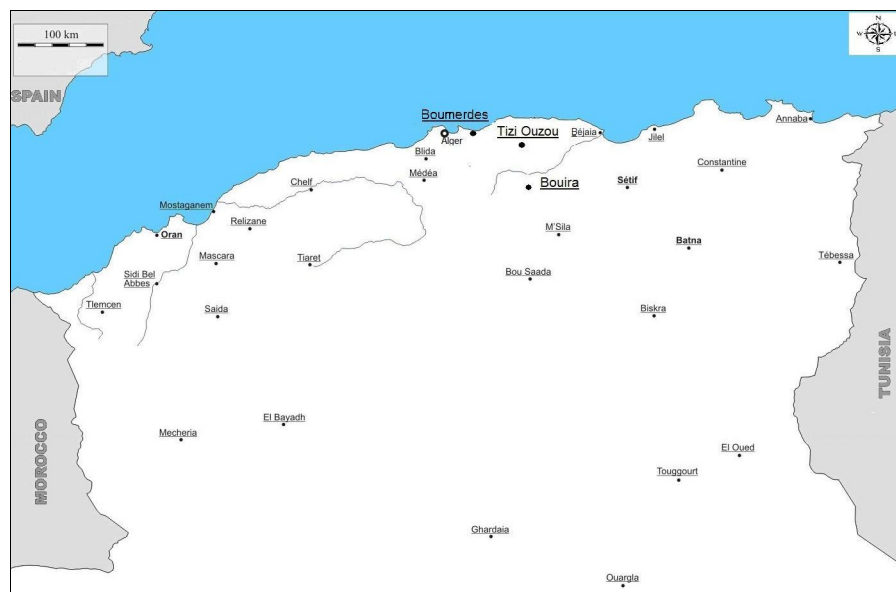 100 km
N
W
E
S
SPAIN
Boumerdes
Alger
Tizi Ouzou
Béjaia
Jilel
Annaba
Blida
Médéa
Constantine
Chelf
Bouira
Sétif
Mostaganem
Relizane
Oran
M'Sila
Batna
Mascara
Tiaret
Tébessa
Sidi Bel
Abbes
Bou Saada
Tlemcen
Saida
Biskra
TUNISIA
El Bayadh
Mecheria
El Oued
MOROCCO
Touggourt
Ghardaia
Ouargla